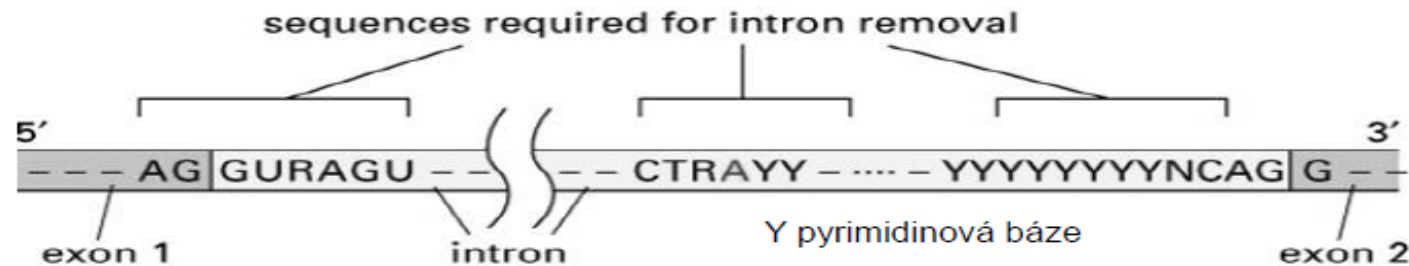 sequences required for intron removal
5′ 3′
– – – AG GURAGU – – – – CTRAYY – ···· – YYYYYYYYNCAG G – –
Y pyrimidinová báze
exon 1 intron exon 2